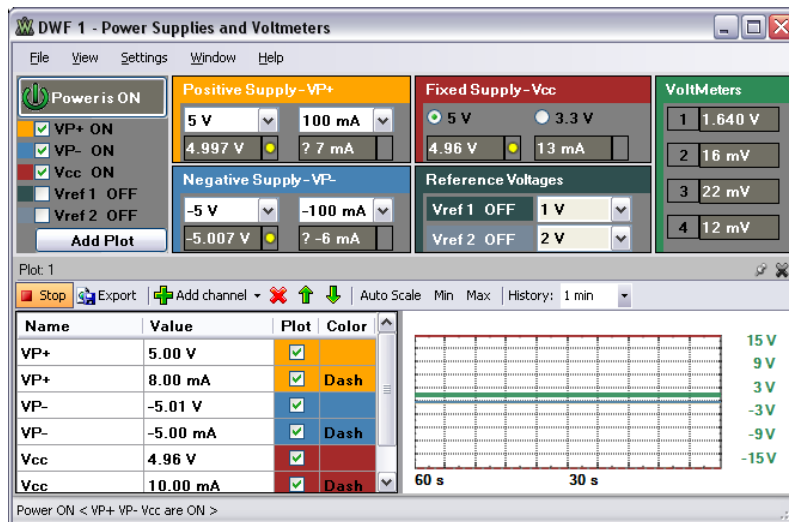 DWF 1 - Power Supplies and Voltmeters
File View Settings Window Help
Power is ON
VP+ ON
VP- ON
Vcc ON
Vref 1 OFF
Vref 2 OFF
Add Plot
Positive Supply - VP+
5 V 100 mA
4.997 V ? 7 mA
Negative Supply - VP-
-5 V -100 mA
-5.007 V ? -6 mA
Fixed Supply - Vcc
5 V 3.3 V
4.96 V 13 mA
Reference Voltages
Vref 1 OFF 1 V
Vref 2 OFF 2 V
VoltMeters
1 1.640 V
2 16 mV
3 22 mV
4 12 mV
Plot: 1
Stop Export Add channel Auto Scale Min Max History: 1 min
Name Value Plot Color
VP+ 5.00 V
VP+ 8.00 mA Dash
VP- -5.01 V
VP- -5.00 mA Dash
Vcc 4.96 V
Vcc 10.00 mA Dash
15 V
9 V
3 V
-3 V
-9 V
-15 V
60 s 30 s
Power ON < VP+ VP- Vcc are ON >